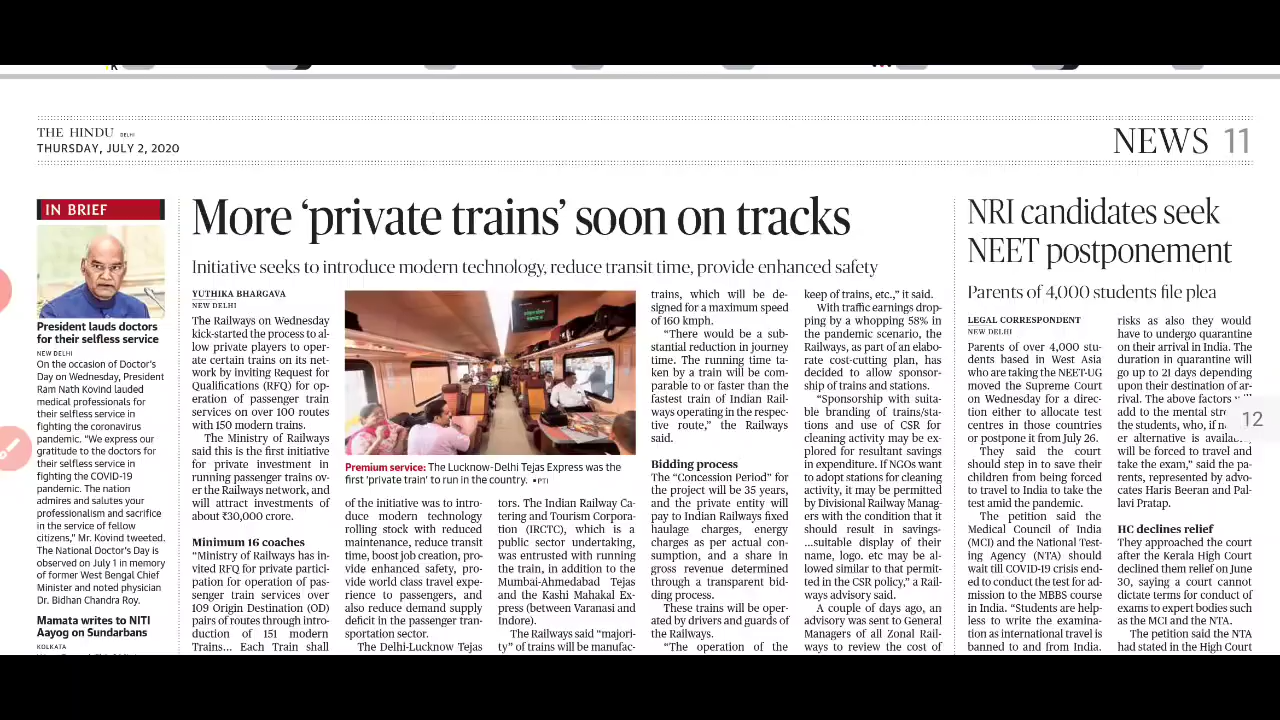 THE HINDU DELHI
THURSDAY, JULY 2, 2020
NEWS 11
IN BRIEF
President lauds doctors
for their selfless service
NEW DELHI
On the occasion of Doctor's
Day on Wednesday, President
Ram Nath Kovind lauded
medical professionals for
their selfless service in
fighting the coronavirus
pandemic. “We express our
gratitude to the doctors for
their selfless service in
fighting the COVID-19
pandemic. The nation
admires and salutes your
professionalism and sacrifice
in the service of fellow
citizens,” Mr. Kovind tweeted.
The National Doctor's Day is
observed on July 1 in memory
of former West Bengal Chief
Minister and noted physician
Dr. Bidhan Chandra Roy.
Mamata writes to NITI
Aayog on Sundarbans
KOLKATA
More ‘private trains’ soon on tracks
Initiative seeks to introduce modern technology, reduce transit time, provide enhanced safety
YUTHIKA BHARGAVA
NEW DELHI
The Railways on Wednesday
kick-started the process to al-
low private players to oper-
ate certain trains on its net-
work by inviting Request for
Qualifications (RFQ) for op-
eration of passenger train
services on over 100 routes
with 150 modern trains.
The Ministry of Railways
said this is the first initiative
for private investment in
running passenger trains ov-
er the Railways network, and
will attract investments of
about ₹30,000 crore.
Minimum 16 coaches
“Ministry of Railways has in-
vited RFQ for private partici-
pation for operation of pas-
senger train services over
109 Origin Destination (OD)
pairs of routes through intro-
duction of 151 modern
Trains... Each Train shall
Premium service: The Lucknow-Delhi Tejas Express was the
first 'private train' to run in the country. ▪PTI
of the initiative was to intro-
duce modern technology
rolling stock with reduced
maintenance, reduce transit
time, boost job creation, pro-
vide enhanced safety, pro-
vide world class travel expe-
rience to passengers, and
also reduce demand supply
deficit in the passenger tran-
sportation sector.
The Delhi-Lucknow Tejas
tors. The Indian Railway Ca-
tering and Tourism Corpora-
tion (IRCTC), which is a
public sector undertaking,
was entrusted with running
the train, in addition to the
Mumbai-Ahmedabad Tejas
and the Kashi Mahakal Ex-
press (between Varanasi and
Indore).
The Railways said “majori-
ty” of trains will be manufac-
trains, which will be de-
signed for a maximum speed
of 160 kmph.
“There would be a sub-
stantial reduction in journey
time. The running time ta-
ken by a train will be com-
parable to or faster than the
fastest train of Indian Rail-
ways operating in the respec-
tive route,” the Railways
said.
Bidding process
The “Concession Period” for
the project will be 35 years,
and the private entity will
pay to Indian Railways fixed
haulage charges, energy
charges as per actual con-
sumption, and a share in
gross revenue determined
through a transparent bid-
ding process.
These trains will be oper-
ated by drivers and guards of
the Railways.
“The operation of the
keep of trains, etc.,” it said.
With traffic earnings drop-
ping by a whopping 58% in
the pandemic scenario, the
Railways, as part of an elabo-
rate cost-cutting plan, has
decided to allow sponsor-
ship of trains and stations.
“Sponsorship with suita-
ble branding of trains/sta-
tions and use of CSR for
cleaning activity may be ex-
plored for resultant savings
in expenditure. If NGOs want
to adopt stations for cleaning
activity, it may be permitted
by Divisional Railway Manag-
ers with the condition that it
should result in savings-
...suitable display of their
name, logo. etc may be al-
lowed similar to that permit-
ted in the CSR policy,” a Rail-
ways advisory said.
A couple of days ago, an
advisory was sent to General
Managers of all Zonal Rail-
ways to review the cost of
NRI candidates seek
NEET postponement
Parents of 4,000 students file plea
LEGAL CORRESPONDENT
NEW DELHI
Parents of over 4,000 stu-
dents based in West Asia
who are taking the NEET-UG
moved the Supreme Court
on Wednesday for a direc-
tion either to allocate test
centres in those countries
or postpone it from July 26.
They said the court
should step in to save their
children from being forced
to travel to India to take the
test amid the pandemic.
The petition said the
Medical Council of India
(MCI) and the National Test-
ing Agency (NTA) should
wait till COVID-19 crisis end-
ed to conduct the test for ad-
mission to the MBBS course
in India. “Students are help-
less to write the examina-
tion as international travel is
banned to and from India.
risks as also they would
have to undergo quarantine
on their arrival in India. The
duration in quarantine will
go up to 21 days depending
upon their destination of ar-
rival. The above factors
add to the mental
the students, who, if
er alternative is
will be forced to travel and
take the exam,” said the pa-
rents, represented by advo-
cates Haris Beeran and Pal-
lavi Pratap.
HC declines relief
They approached the court
after the Kerala High Court
declined them relief on June
30, saying a court cannot
dictate terms for conduct of
exams to expert bodies such
as the MCI and the NTA.
The petition said the NTA
had stated in the High Court
12